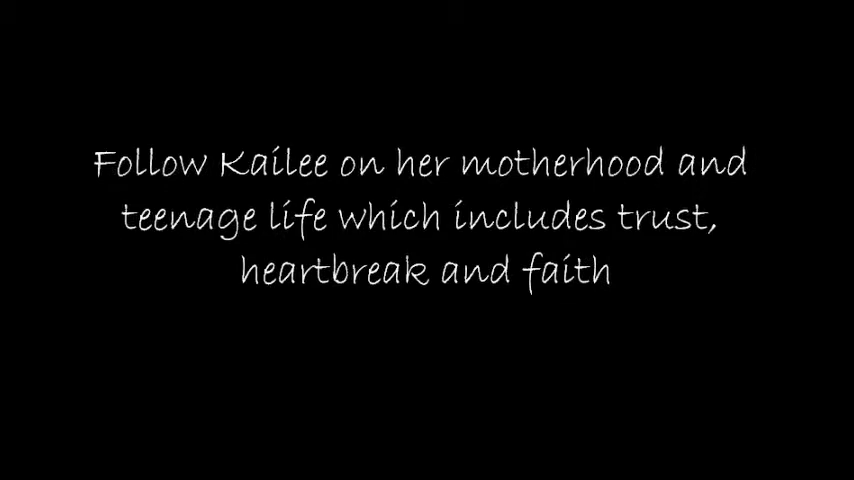 Follow Kailee on her motherhood and
teenage life which includes trust,
heartbreak and faith